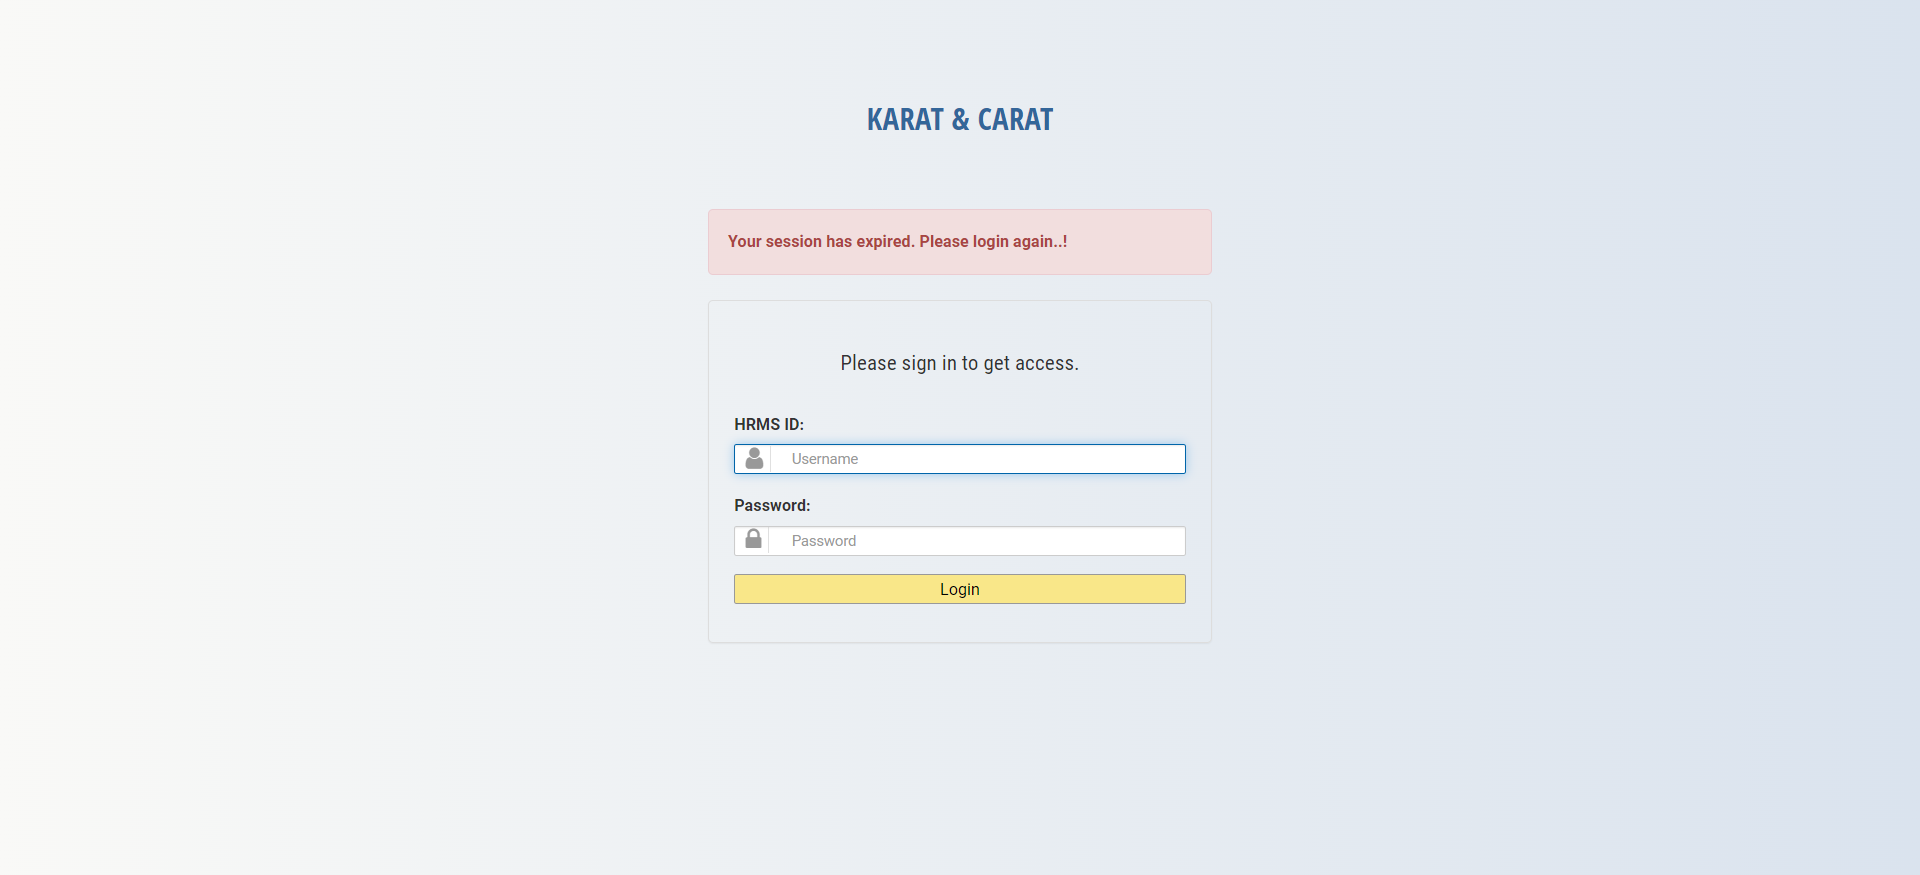 KARAT & CARAT
Your session has expired. Please login again..!
Please sign in to get access.
HRMS ID:
Username
Password:
Password
Login